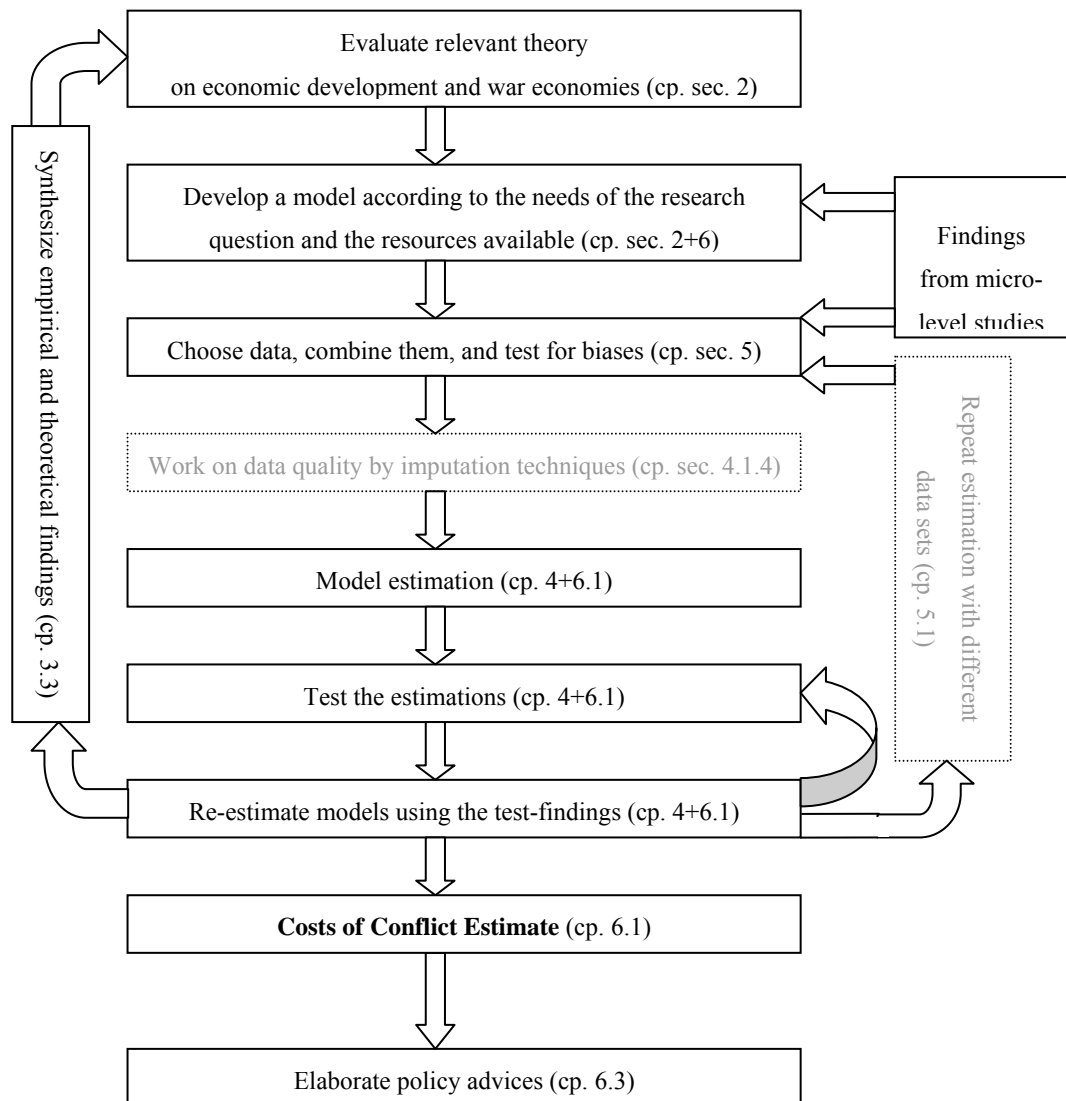 Evaluate relevant theory
on economic development and war economies (cp. sec. 2)
Synthesize empirical and theoretical findings (cp. 3.3)
Develop a model according to the needs of the research
question and the resources available (cp. sec. 2+6)
Findings
from micro-
level studies
Choose data, combine them, and test for biases (cp. sec. 5)
Repeat estimation with different
data sets (cp. 5.1)
Work on data quality by imputation techniques (cp. sec. 4.1.4)
Model estimation (cp. 4+6.1)
Test the estimations (cp. 4+6.1)
Re-estimate models using the test-findings (cp. 4+6.1)
Costs of Conflict Estimate (cp. 6.1)
Elaborate policy advices (cp. 6.3)